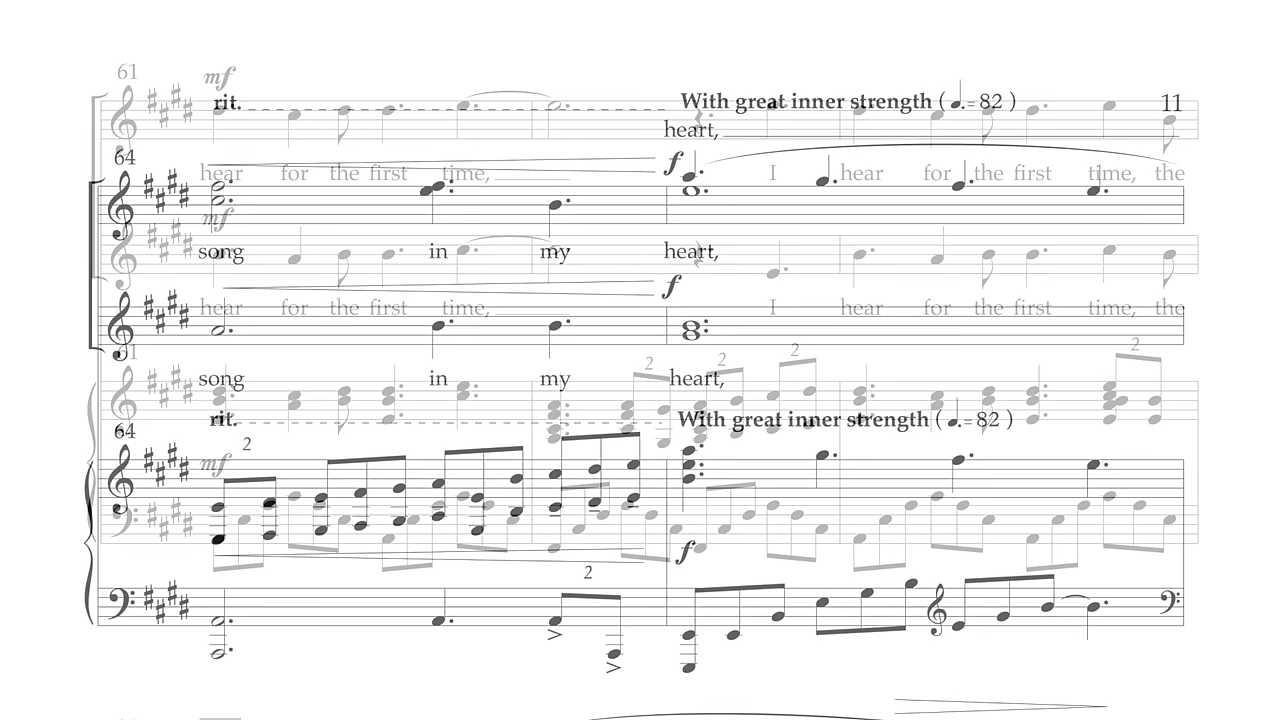 61
mf
rit. With great inner strength ( ♩. = 82 ) 11
heart,
64 f
hear for the first time, I hear for the first time, the
mf
song in my heart,
f
hear for the first time, I hear for the first time, the
61 2 2 2 2
song in my heart,
rit. With great inner strength ( ♩. = 82 )
64 2
mf
f
2